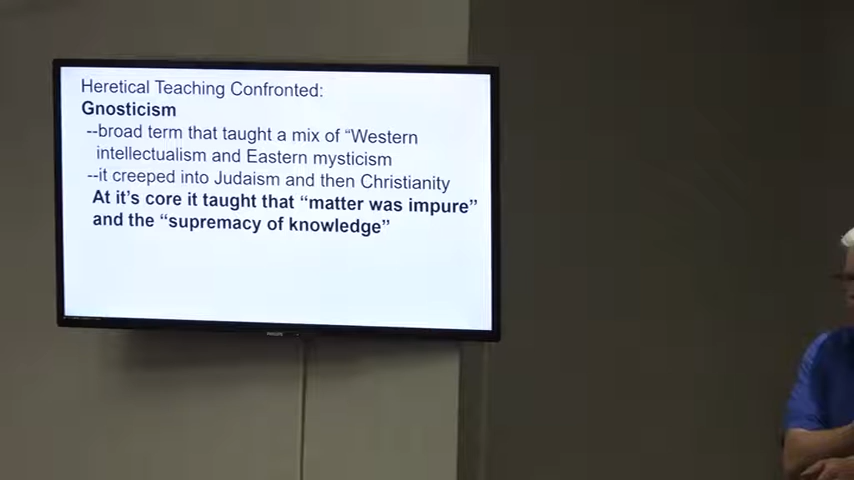 Heretical Teaching Confronted:
Gnosticism
--broad term that taught a mix of “Western
intellectualism and Eastern mysticism
--it creeped into Judaism and then Christianity
At it’s core it taught that “matter was impure”
and the “supremacy of knowledge”
PHILIPS